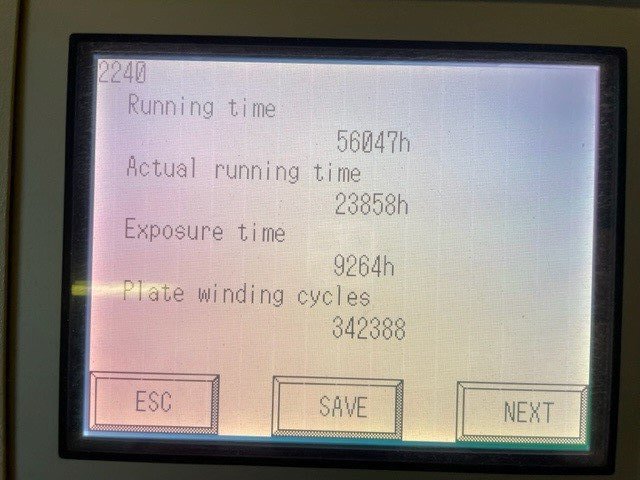 2240
Running time
56047h
Actual running time
23858h
Exposure time
9264h
Plate winding cycles
342388
ESC SAVE NEXT